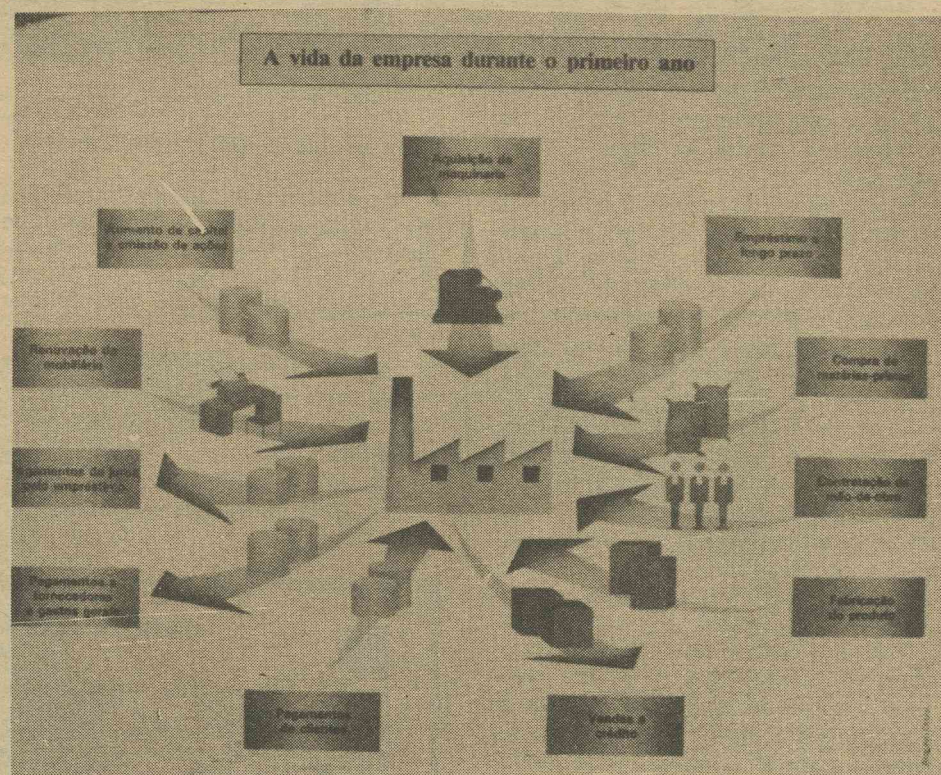 A vida da empresa durante o primeiro ano
Aquisição de
maquinaria
Aumento de capital
e emissão de ações
Empréstimo a
longo prazo
Renovação do
mobiliário
Compra de
matérias-primas
Pagamentos de juros
pelo empréstimo
Contratação de
mão-de-obra
Pagamentos a
fornecedores
e gastos gerais
Fabricação
do produto
Pagamentos
de clientes
Vendas a
crédito